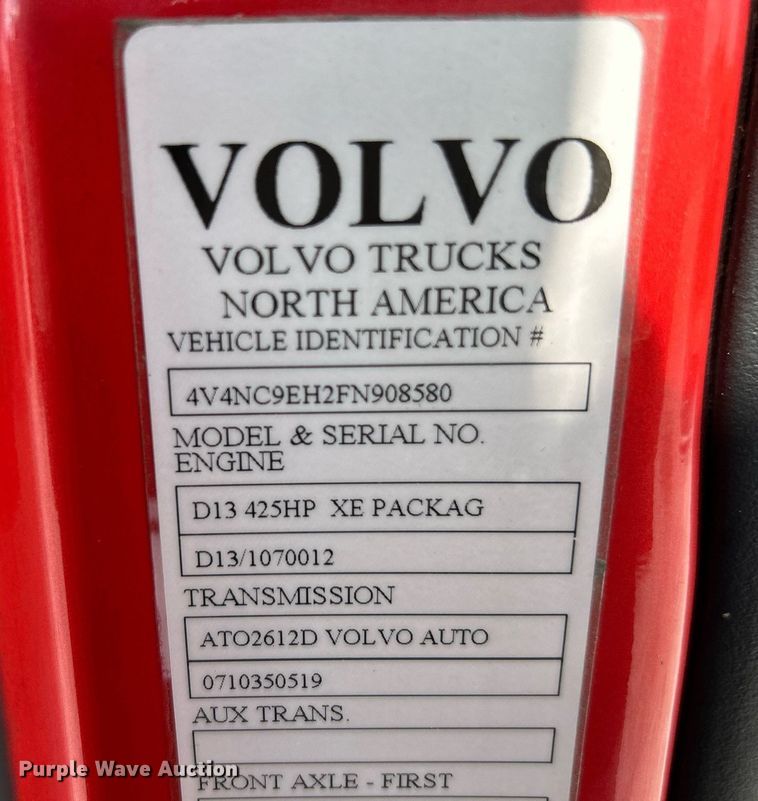 VOLVO
VOLVO TRUCKS
NORTH AMERICA
VEHICLE IDENTIFICATION #
4V4NC9EH2FN908580
MODEL & SERIAL NO.
ENGINE
D13 425HP XE PACKAG
D13/1070012
TRANSMISSION
ATO2612D VOLVO AUTO
0710350519
AUX TRANS.
Purple Wave Auction
FRONT AXLE - FIRST